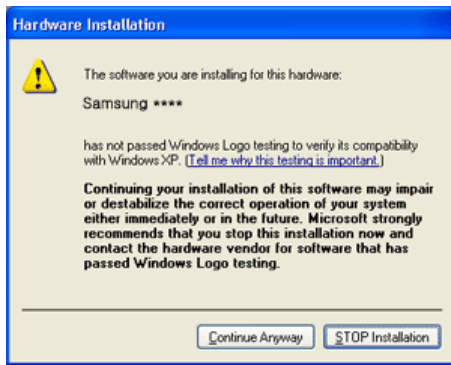 Hardware Installation
The software you are installing for this hardware:
Samsung ****
has not passed Windows Logo testing to verify its compatibility
with Windows XP. (Tell me why this testing is important.)
Continuing your installation of this software may impair
or destabilize the correct operation of your system
either immediately or in the future. Microsoft strongly
recommends that you stop this installation now and
contact the hardware vendor for software that has
passed Windows Logo testing.
Continue Anyway
STOP Installation